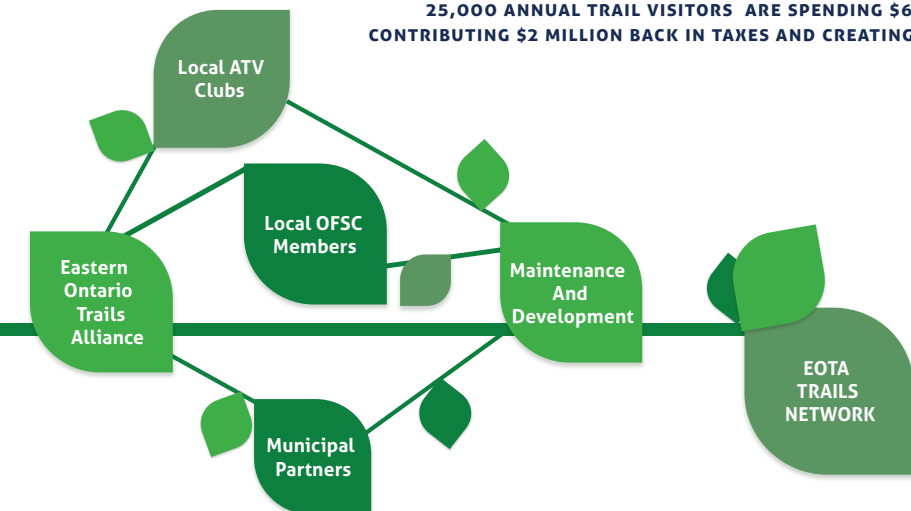 25,000 ANNUAL TRAIL VISITORS ARE SPENDING $6
CONTRIBUTING $2 MILLION BACK IN TAXES AND CREATING
Local ATV
Clubs
Local OFSC
Members
Eastern
Ontario
Trails
Alliance
Maintenance
And
Development
EOTA
TRAILS
NETWORK
Municipal
Partners